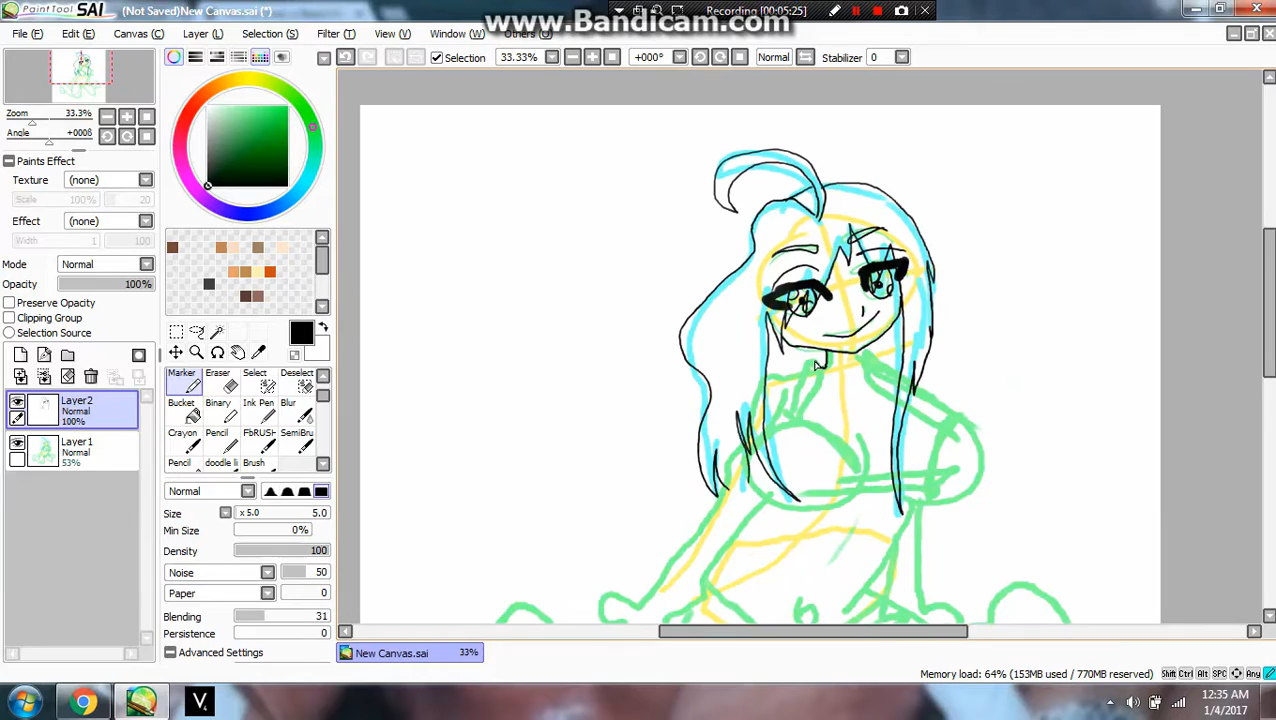 PaintTool SAI
(Not Saved)New Canvas.sai (*)
Recording [00:05:25]
www.Bandicam.com
File (F)
Edit (E)
Canvas (C)
Layer (L)
Selection (S)
Filter (T)
View (V)
Window (W)
Others (O)
Selection
33.33%
+000°
Normal
Stabilizer
0
Zoom
33.3%
Angle
+000ß
Paints Effect
Texture
(none)
Scale
100%
20
Effect
(none)
Width
1
100
Mode
Normal
Opacity
100%
Preserve Opacity
Clipping Group
Selection Source
Layer2
Normal
100%
Layer1
Normal
53%
Marker
Eraser
Select
Deselect
Bucket
Binary
Ink Pen
Blur
Crayon
Pencil
FbRUSH
SemiBru
Pencil
doodle li
Brush
Normal
Size
x 5.0
5.0
Min Size
0%
Density
100
Noise
50
Paper
0
Blending
31
Persistence
0
Advanced Settings
New Canvas.sai
33%
Memory load: 64% (153MB used / 770MB reserved)
Shift
Ctrl
Alt
SPC
Any
V
4
12:35 AM
1/4/2017